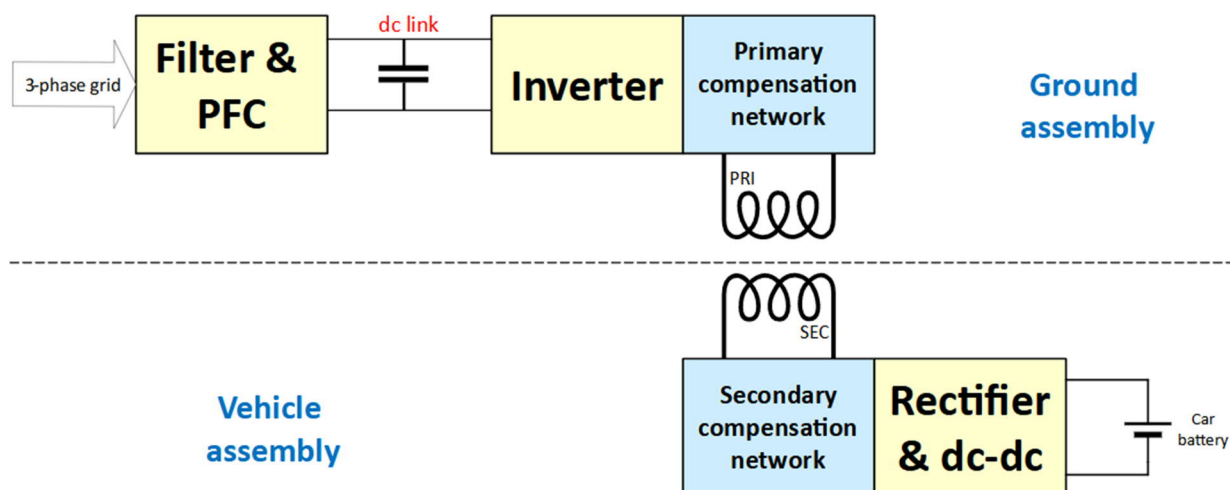 dc link
3-phase grid
Filter &
PFC
Inverter
Primary
compensation
network
Ground
assembly
PRI
SEC
Vehicle
assembly
Secondary
compensation
network
Rectifier
& dc-dc
Car
battery